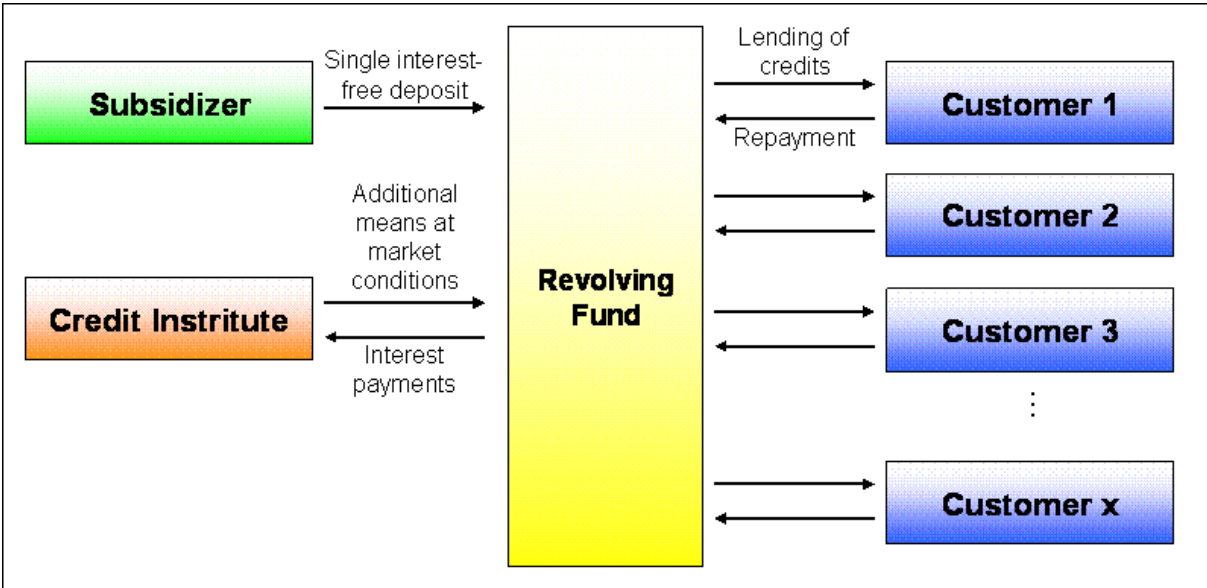 Subsidizer
Single interest-
free deposit
Credit Instritute
Additional
means at
market
conditions
Interest
payments
Revolving
Fund
Lending of
credits
Repayment
Customer 1
Customer 2
Customer 3
⋮
Customer x